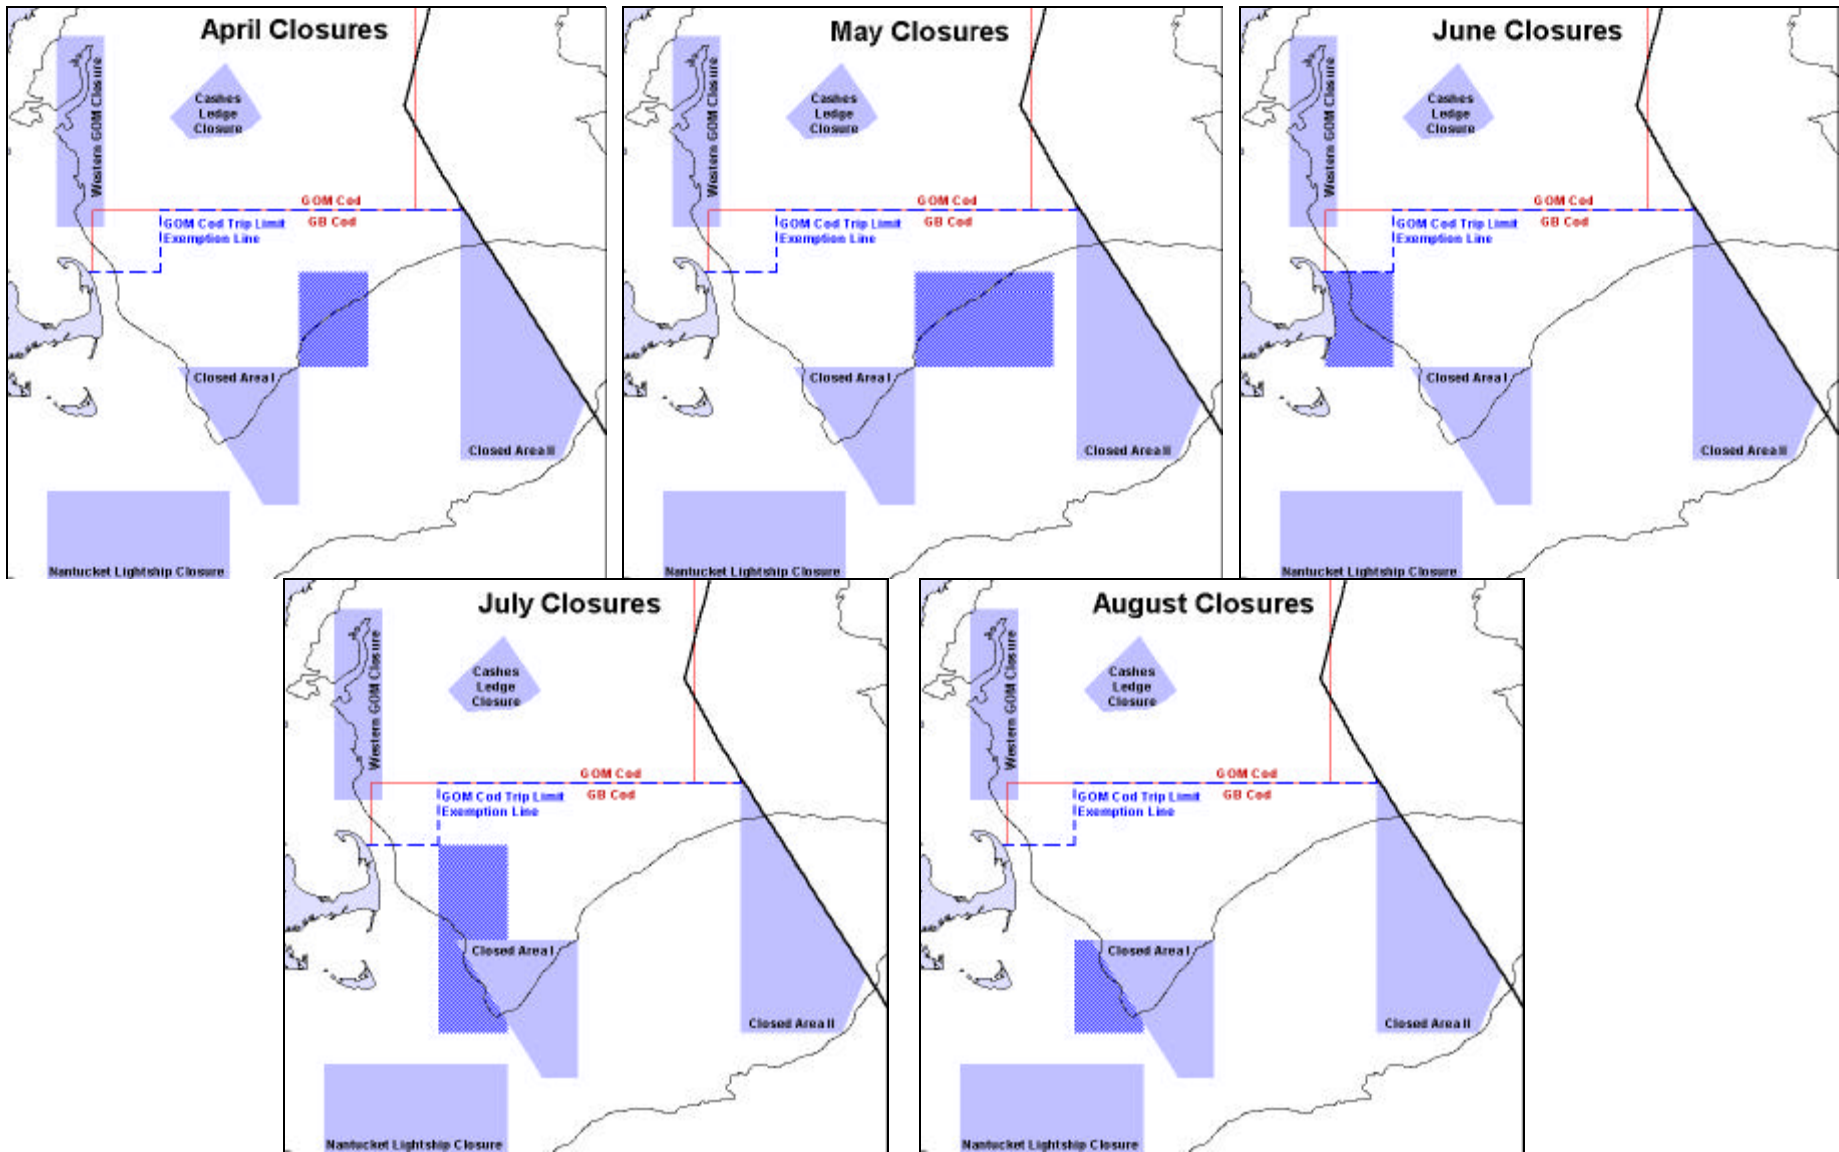 April Closures
Western GOM Closure
Cashes
Ledge
Closure
GOM Cod
GOM Cod Trip Limit
Exemption Line
GB Cod
Closed Area I
Closed Area II
Nantucket Lightship Closure
May Closures
Western GOM Closure
Cashes
Ledge
Closure
GOM Cod
GOM Cod Trip Limit
Exemption Line
GB Cod
Closed Area I
Closed Area II
Nantucket Lightship Closure
June Closures
Western GOM Closure
Cashes
Ledge
Closure
GOM Cod
GOM Cod Trip Limit
Exemption Line
GB Cod
Closed Area I
Closed Area II
Nantucket Lightship Closure
July Closures
Western GOM Closure
Cashes
Ledge
Closure
GOM Cod
GOM Cod Trip Limit
Exemption Line
GB Cod
Closed Area I
Closed Area II
Nantucket Lightship Closure
August Closures
Western GOM Closure
Cashes
Ledge
Closure
GOM Cod
GOM Cod Trip Limit
Exemption Line
GB Cod
Closed Area I
Closed Area II
Nantucket Lightship Closure